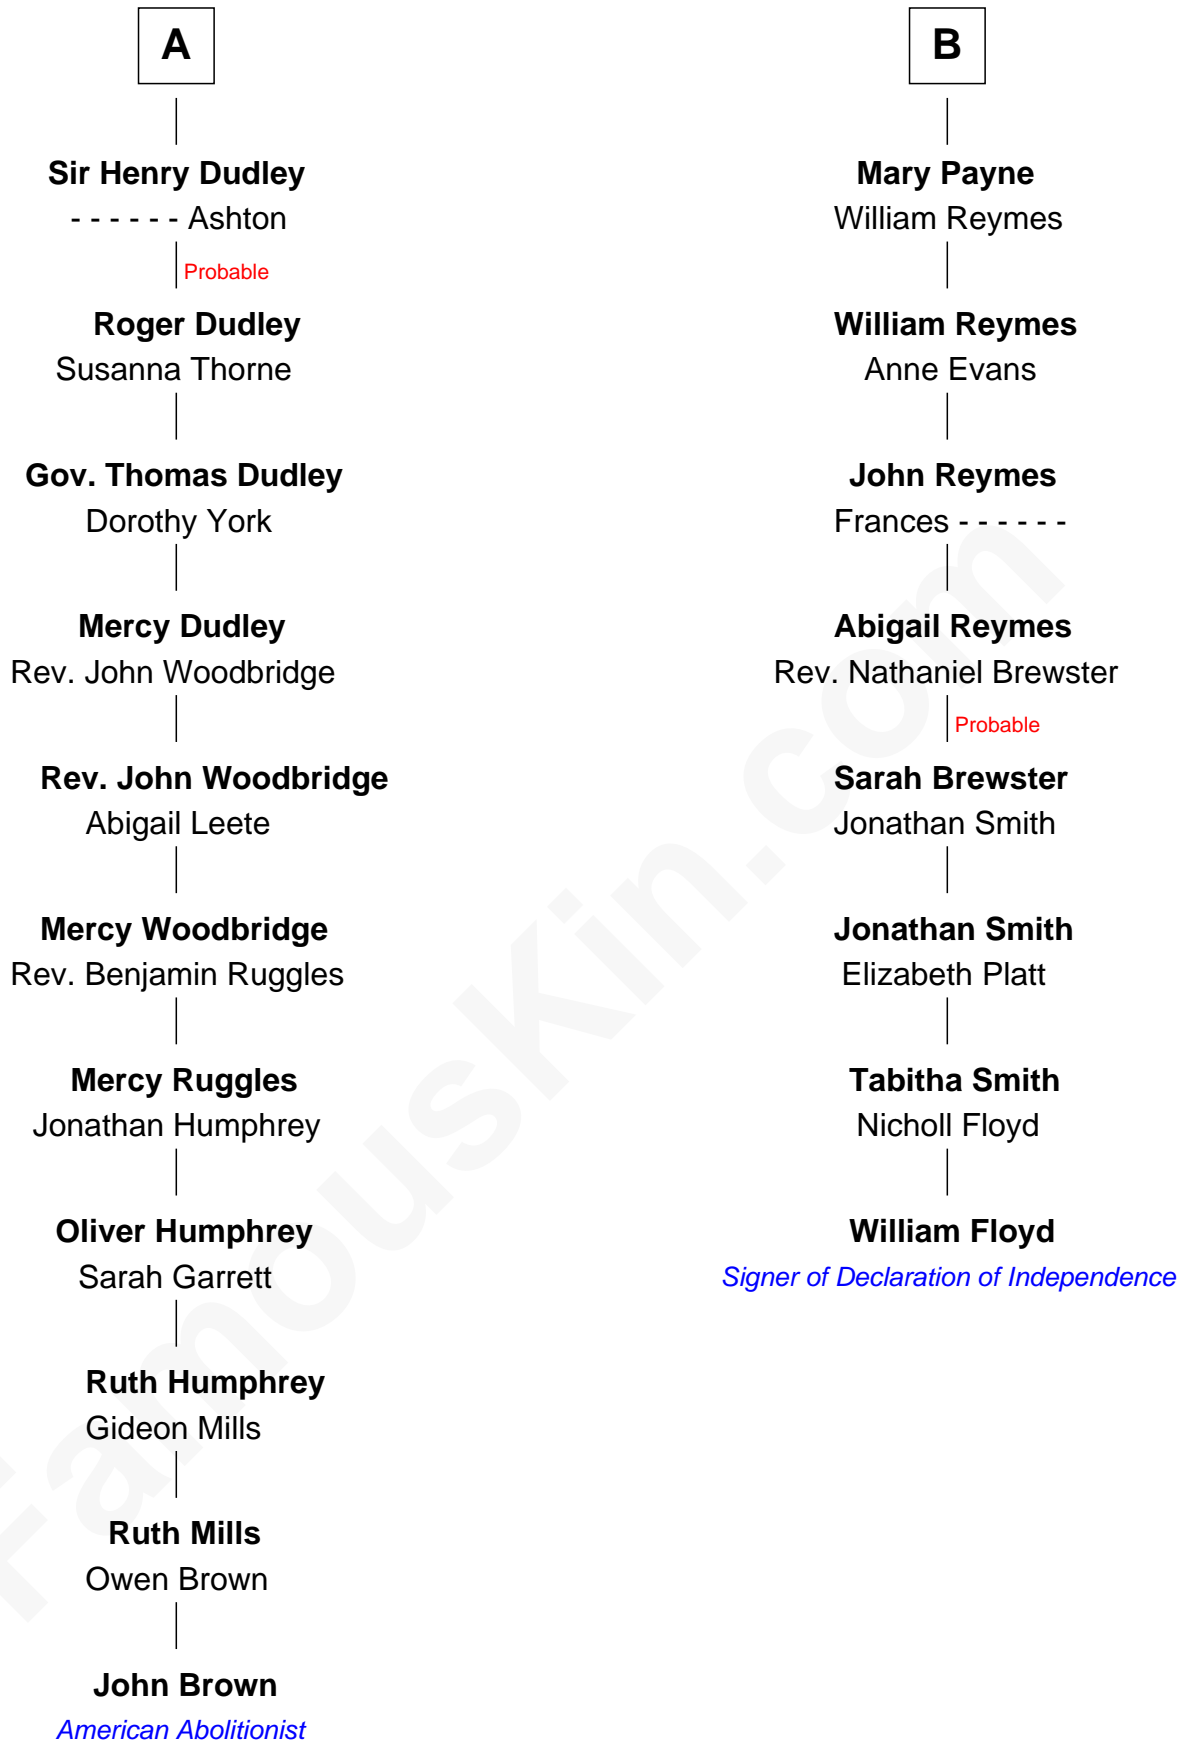 A
Sir Henry Dudley
- - - - - - Ashton
Probable
Roger Dudley
Susanna Thorne
Gov. Thomas Dudley
Dorothy York
Mercy Dudley
Rev. John Woodbridge
Rev. John Woodbridge
Abigail Leete
Mercy Woodbridge
Rev. Benjamin Ruggles
Mercy Ruggles
Jonathan Humphrey
Oliver Humphrey
Sarah Garrett
Ruth Humphrey
Gideon Mills
Ruth Mills
Owen Brown
John Brown
American Abolitionist
B
Mary Payne
William Reymes
William Reymes
Anne Evans
John Reymes
Frances - - - - - -
Abigail Reymes
Rev. Nathaniel Brewster
Probable
Sarah Brewster
Jonathan Smith
Jonathan Smith
Elizabeth Platt
Tabitha Smith
Nicholl Floyd
William Floyd
Signer of Declaration of Independence
FamousKin.com